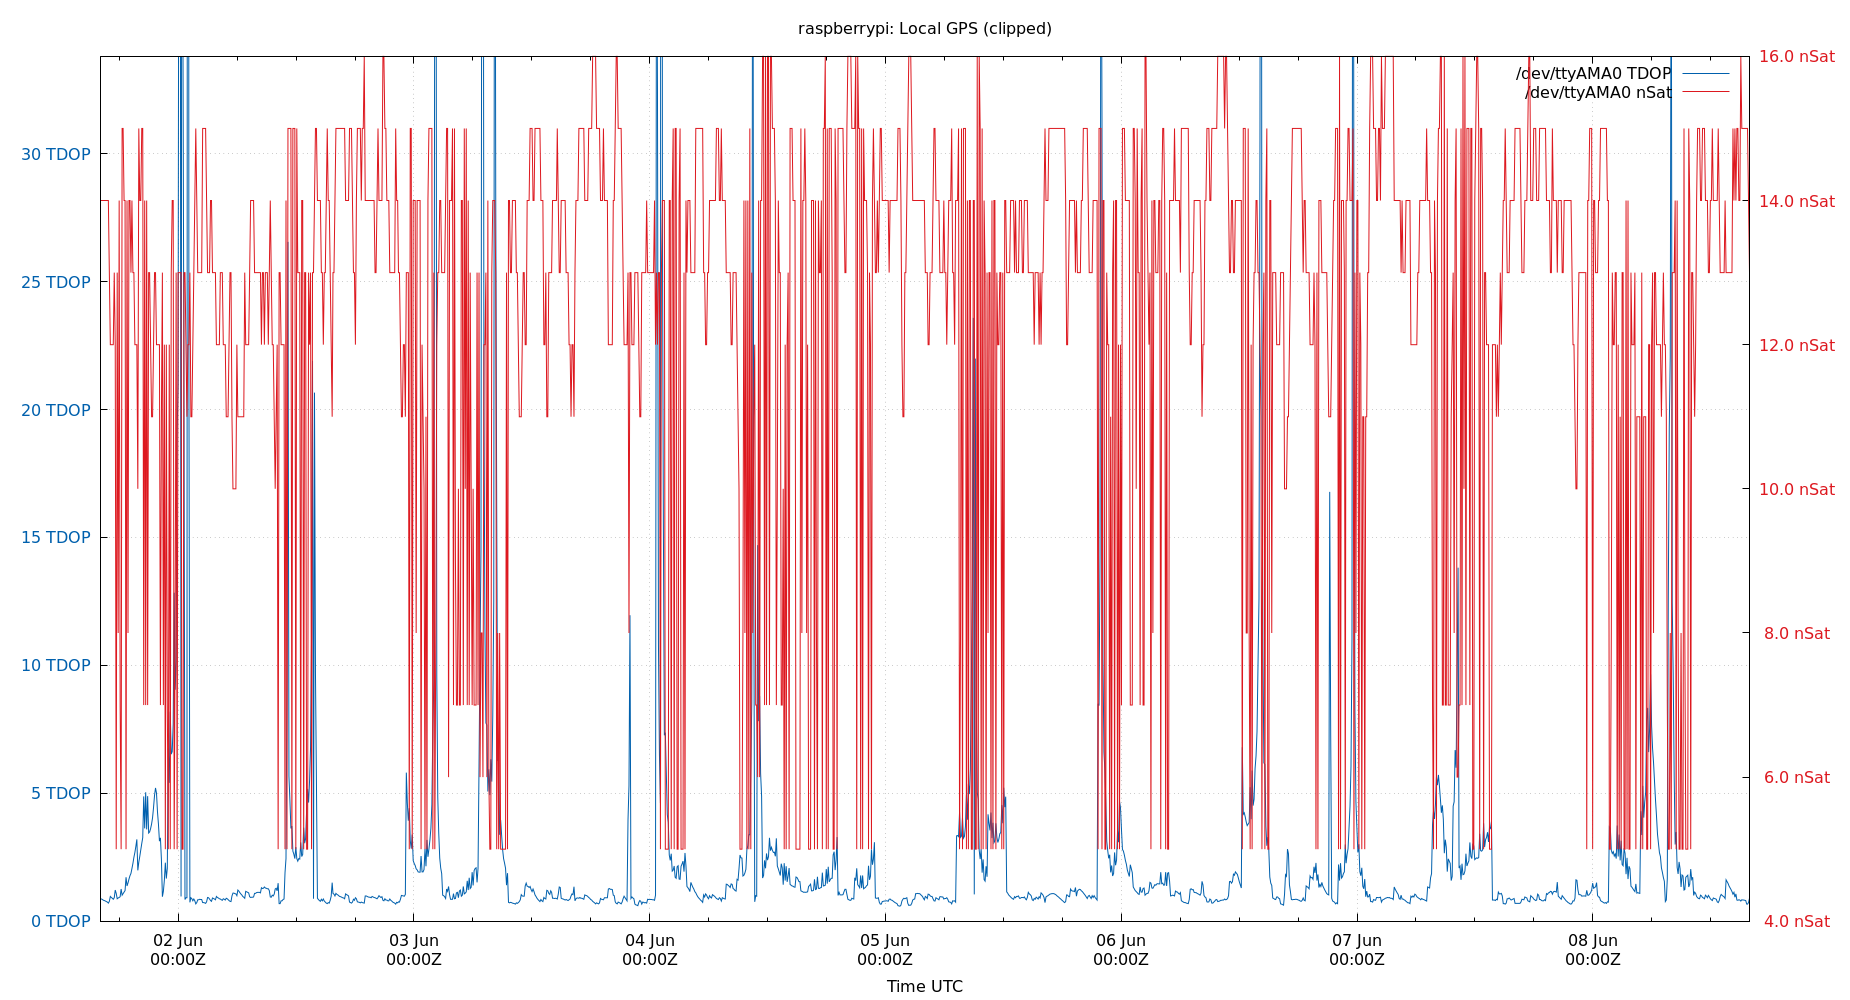 raspberrypi: Local GPS (clipped)
/dev/ttyAMA0 TDOP
/dev/ttyAMA0 nSat
30 TDOP
25 TDOP
20 TDOP
15 TDOP
10 TDOP
5 TDOP
0 TDOP
16.0 nSat
14.0 nSat
12.0 nSat
10.0 nSat
8.0 nSat
6.0 nSat
4.0 nSat
02 Jun
00:00Z
03 Jun
00:00Z
04 Jun
00:00Z
05 Jun
00:00Z
06 Jun
00:00Z
07 Jun
00:00Z
08 Jun
00:00Z
Time UTC